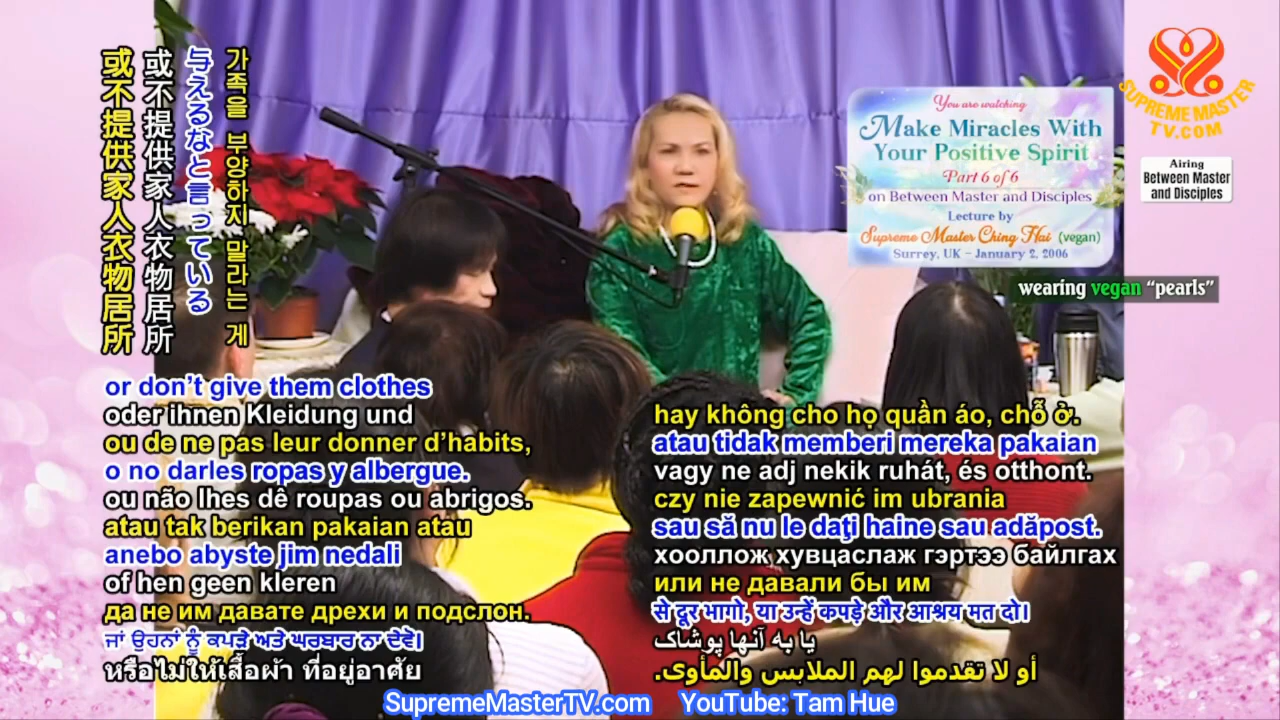 或不提供家人衣物居所
或不提供家人衣物居所
与えるなと言っている
가족을 부양하지 말라는 게
You are watching
Make Miracles With
Your Positive Spirit
Part 6 of 6
on Between Master and Disciples
Lecture by
Supreme Master Ching Hai (vegan)
Surrey, UK - January 2, 2006
SUPREME MASTER
TV.COM
Airing
Between Master
and Disciples
wearing vegan “pearls”
or don’t give them clothes
oder ihnen Kleidung und
ou de ne pas leur donner d’habits,
o no darles ropas y albergue.
ou não lhes dê roupas ou abrigos.
atau tak berikan pakaian atau
anebo abyste jim nedali
of hen geen kleren
да не им давате дрехи и подслон.
ਜਾਂ ਉਹਨਾਂ ਨੂੰ ਕਪੜੇ ਅਤੇ ਘਰਬਾਰ ਨਾ ਦੇਵੋ।
หรือไม่ให้เสื้อผ้า ที่อยู่อาศัย
hay không cho họ quần áo, chỗ ở.
atau tidak memberi mereka pakaian
vagy ne adj nekik ruhát, és otthont.
czy nie zapewnić im ubrania
sau să nu le daţi haine sau adăpost.
хооллож хувцаслаж гэртээ байлгах
или не давали бы им
से दूर भागो, या उन्हें कपड़े और आश्रय मत दो।
یا به آنها پوشاک
أو لا تقدموا لهم الملابس والمأوى.
SupremeMasterTV.com YouTube: Tam Hue